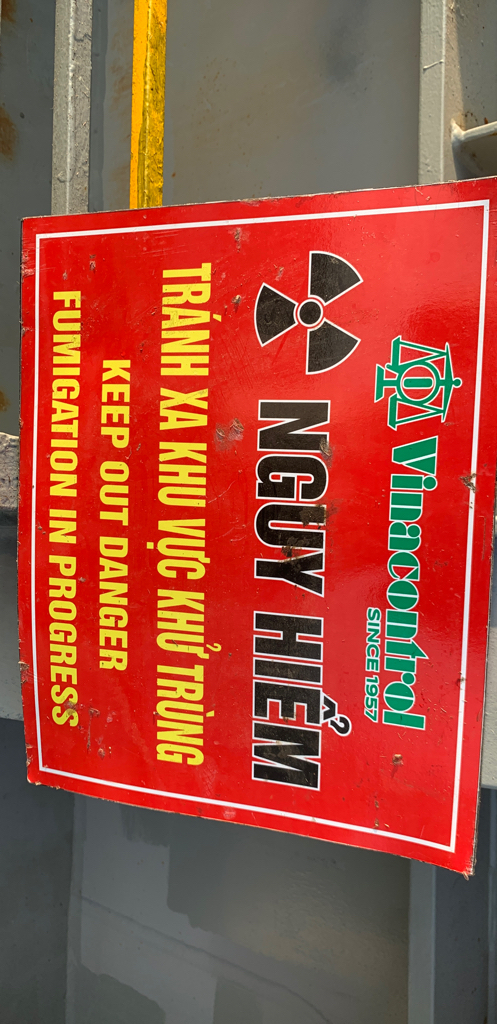 Vinacontrol
SINCE 1957
NGUY HIỂM
TRÁNH XA KHU VỰC KHỬ TRÙNG
KEEP OUT DANGER
FUMIGATION IN PROGRESS